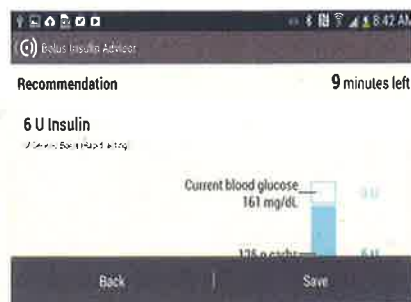 8:42 AM
Bolus Insulin Advisor
Recommendation
9 minutes left
6 U Insulin
Current blood glucose
161 mg/dL
g carbs
Back
Save